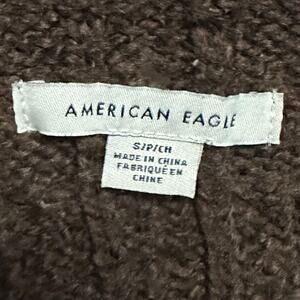 AMERICAN EAGLE
S/P/CH
MADE IN CHINA
FABRIQUÉ EN
CHINE